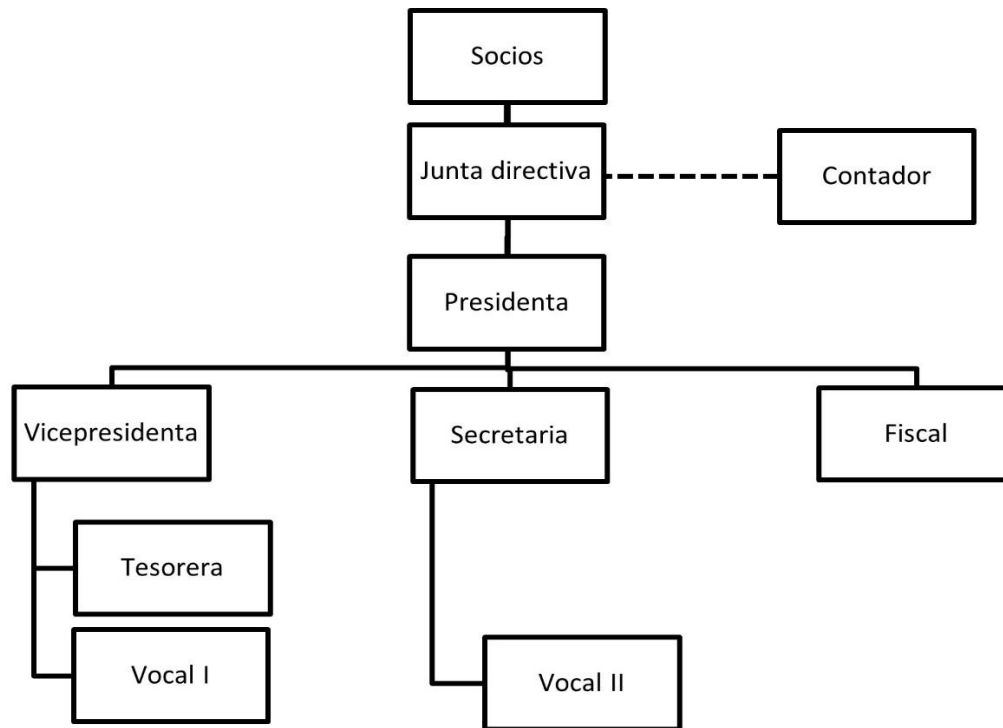 Socios
Junta directiva
Contador
Presidenta
Vicepresidenta
Secretaria
Fiscal
Tesorera
Vocal I
Vocal II